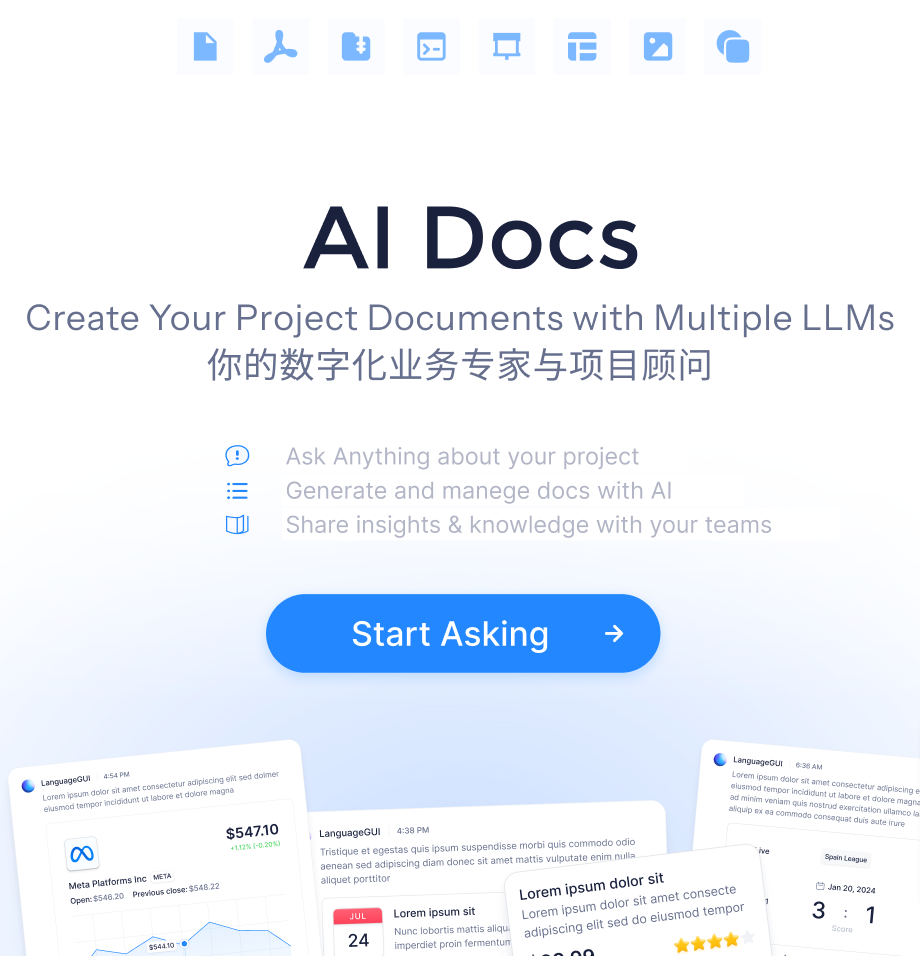 AI Docs
Create Your Project Documents with Multiple LLMs
你的数字化业务专家与项目顾问
Ask Anything about your project
Generate and manege docs with AI
Share insights & knowledge with your teams
Start Asking
LanguageGUI 4:54 PM
Lorem ipsum dolor sit amet consectetur adipiscing elit sed dolmer
eiusmod tempor incididunt ut labore et dolore magna
$547.10
+1.12% (-0.20%)
Meta Platforms Inc META
Open: $546.20 Previous close: $548.22
$544.10
LanguageGUI 4:38 PM
Tristique et egestas quis ipsum suspendisse morbi quis commodo odio
aenean sed adipiscing diam donec sit amet mattis vulputate enim nulla
aliquet porttitor
JUL
24
Lorem ipsum sit
Nunc lobortis mattis aliqu
imperdiet proin fermentum
Lorem ipsum dolor sit
Lorem ipsum dolor sit amet consecte
adipiscing elit sed do eiusmod tempor
LanguageGUI 6:36 AM
Lorem ipsum dolor sit amet consectetur adipiscing e
eiusmod tempor incididunt ut labore et dolore magna
ad minim veniam quis nostrud exercitation ullamco la
aliquip ex ea commodo consequat duis aute irure
ive
Spain League
Jan 20, 2024
3 : 1
Score